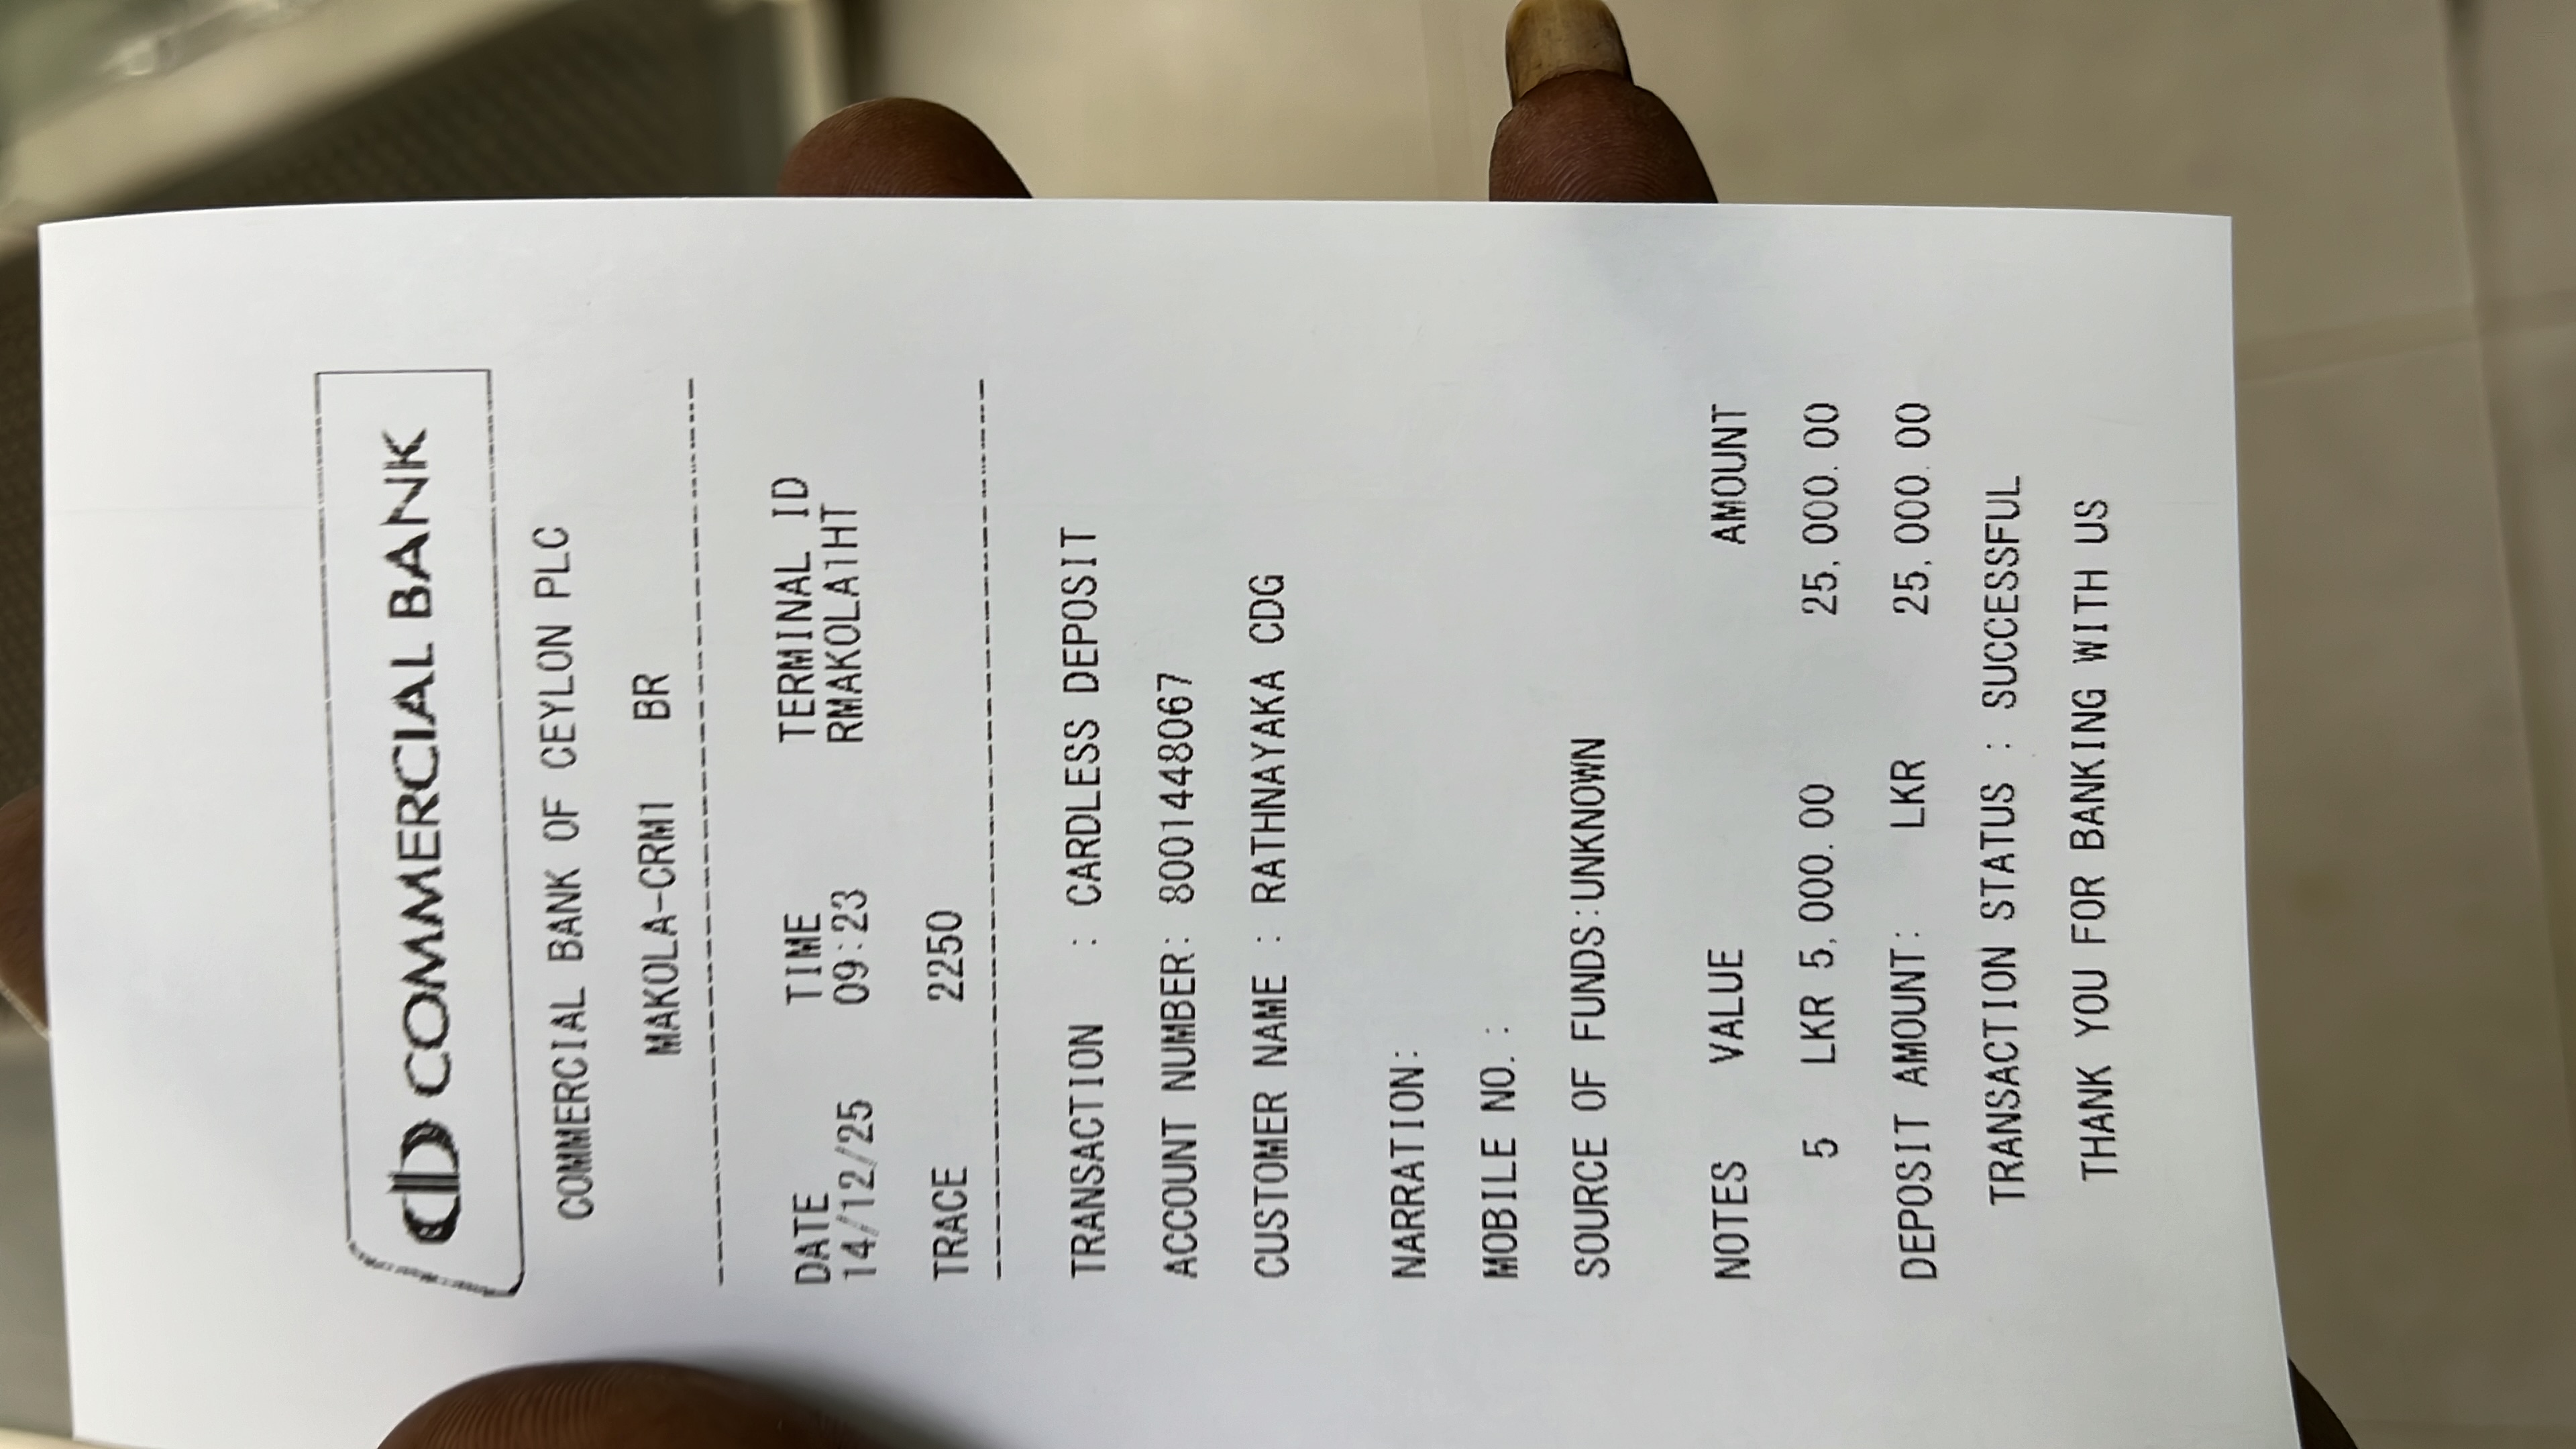 COMMERCIAL BANK
COMMERCIAL BANK OF CEYLON PLC
MAKOLA-CRM1 BR
DATE TIME TERMINAL ID
14/12/25 09:23 RMAKOLA1HT
TRACE 2250
TRANSACTION : CARDLESS DEPOSIT
ACCOUNT NUMBER: 8001448067
CUSTOMER NAME : RATHNAYAKA CDG
NARRATION:
MOBILE NO. :
SOURCE OF FUNDS:UNKNOWN
NOTES VALUE AMOUNT
5 LKR 5,000.00 25,000.00
DEPOSIT AMOUNT: LKR 25,000.00
TRANSACTION STATUS : SUCCESSFUL
THANK YOU FOR BANKING WITH US